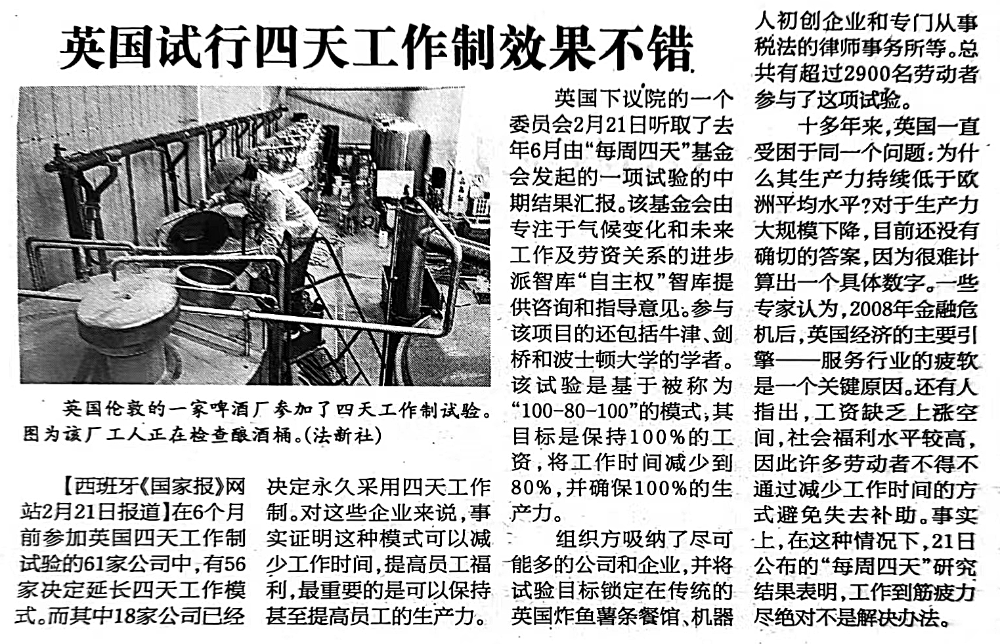 英国试行四天工作制效果不错
英国伦敦的一家啤酒厂参加了四天工作制试验。
图为该厂工人正在检查酿酒桶。(法新社)
【西班牙《国家报》网
站2月21日报道】在6个月
前参加英国四天工作制
试验的61家公司中,有56
家决定延长四天工作模
式。而其中18家公司已经
决定永久采用四天工作
制。对这些企业来说,事
实证明这种模式可以减
少工作时间,提高员工福
利,最重要的是可以保持
甚至提高员工的生产力。
英国下议院的一个
委员会2月21日听取了去
年6月由“每周四天”基金
会发起的一项试验的中
期结果汇报。该基金会由
专注于气候变化和未来
工作及劳资关系的进步
派智库“自主权”智库提
供咨询和指导意见。参与
该项目的还包括牛津、剑
桥和波士顿大学的学者。
该试验是基于被称为
“100-80-100”的模式;其
目标是保持100%的工
资,将工作时间减少到
80%,并确保100%的生
产力。
组织方吸纳了尽可
能多的公司和企业,并将
试验目标锁定在传统的
英国炸鱼薯条餐馆、机器
人初创企业和专门从事
税法的律师事务所等。总
共有超过2900名劳动者
参与了这项试验。
十多年来,英国一直
受困于同一个问题:为什
么其生产力持续低于欧
洲平均水平?对于生产力
大规模下降,目前还没有
确切的答案,因为很难计
算出一个具体数字。一些
专家认为,2008年金融危
机后,英国经济的主要引
擎——服务行业的疲软
是一个关键原因。还有人
指出,工资缺乏上涨空
间,社会福利水平较高,
因此许多劳动者不得不
通过减少工作时间的方
式避免失去补助。事实
上,在这种情况下,21日
公布的“每周四天”研究
结果表明,工作到筋疲力
尽绝对不是解决办法。